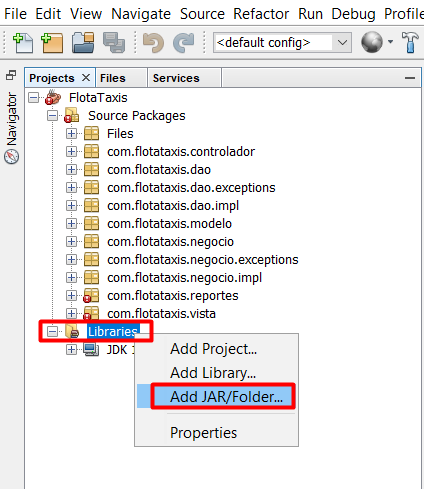 File Edit View Navigate Source Refactor Run Debug Profile
<default config>
Projects Files Services
Navigator
FlotaTaxis
Source Packages
Files
com.flotataxis.controlador
com.flotataxis.dao
com.flotataxis.dao.exceptions
com.flotataxis.dao.impl
com.flotataxis.modelo
com.flotataxis.negocio
com.flotataxis.negocio.exceptions
com.flotataxis.negocio.impl
com.flotataxis.reportes
com.flotataxis.vista
Libraries
JDK 1
Add Project...
Add Library...
Add JAR/Folder...
Properties